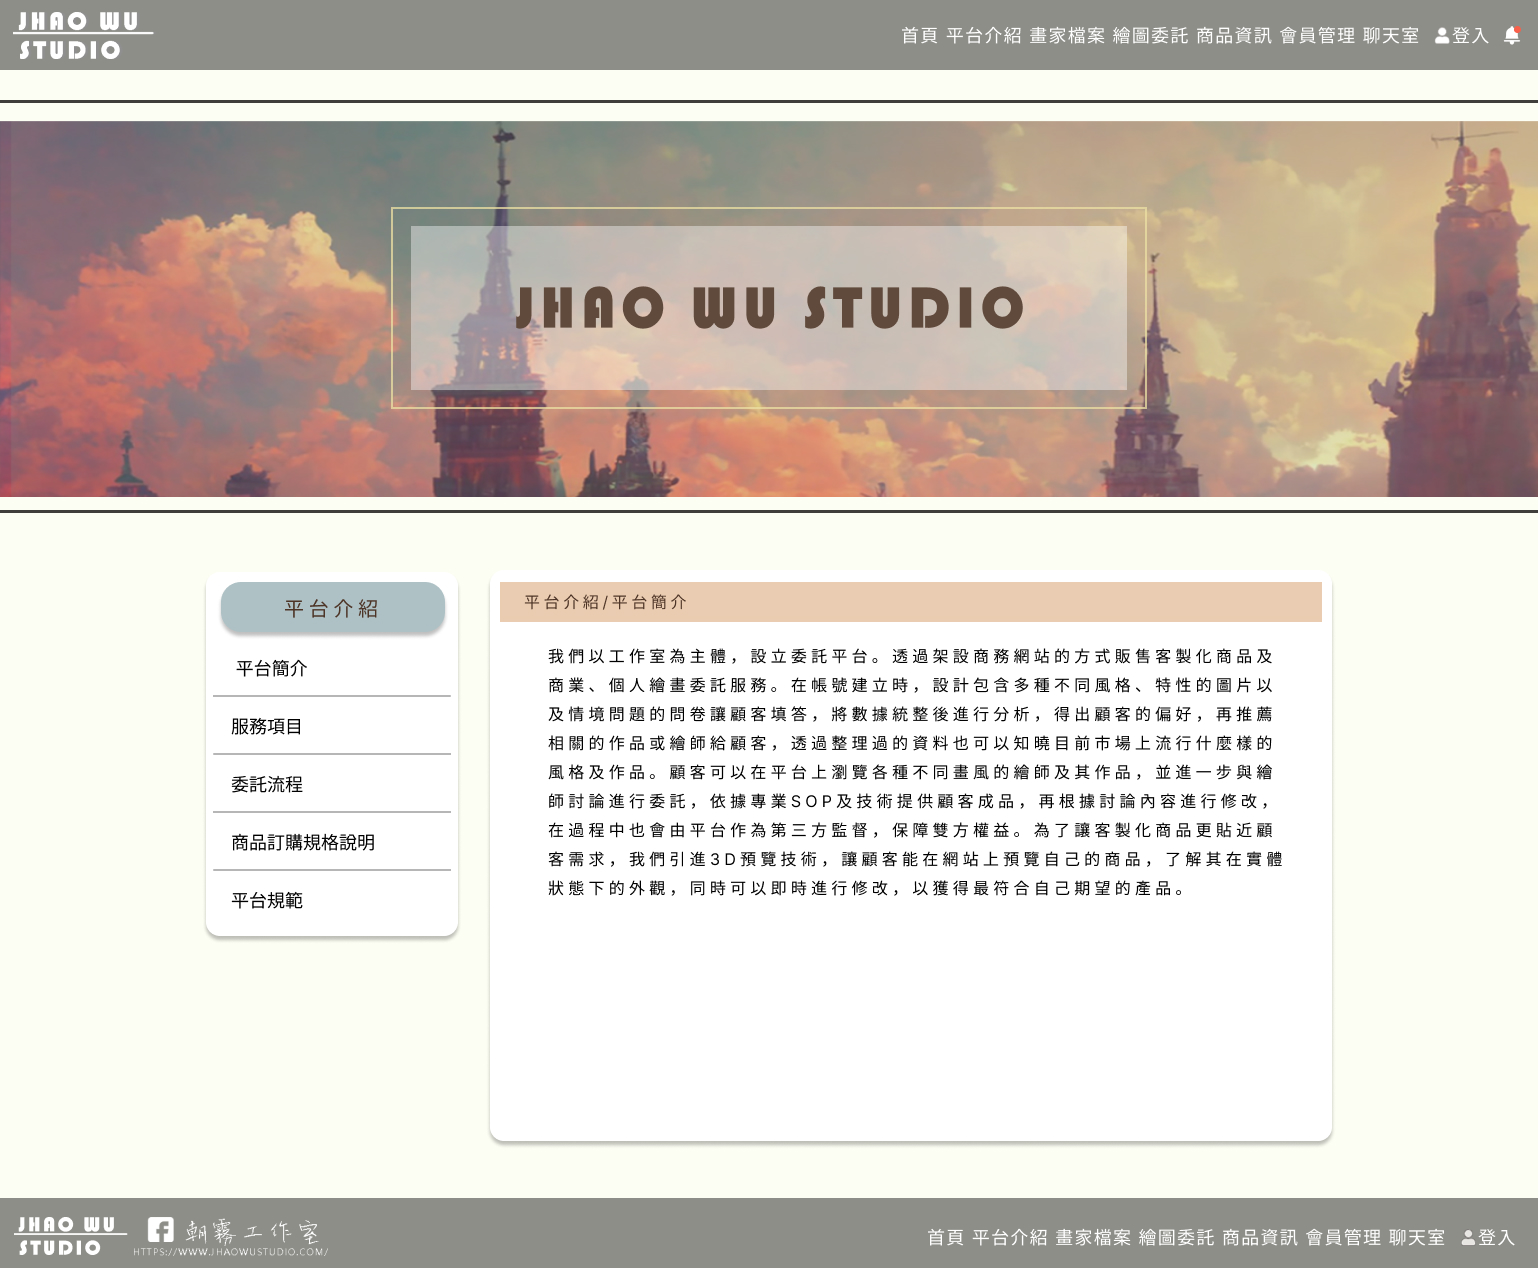 JHAO WU
STUDIO
首頁 平台介紹 畫家檔案 繪圖委託 商品資訊 會員管理 聊天室 登入
JHAO WU STUDIO
平台介紹
平台簡介
服務項目
委託流程
商品訂購規格說明
平台規範
平台介紹/平台簡介
我們以工作室為主體，設立委託平台。透過架設商務網站的方式販售客製化商品及
商業、個人繪畫委託服務。在帳號建立時，設計包含多種不同風格、特性的圖片以
及情境問題的問卷讓顧客填答，將數據統整後進行分析，得出顧客的偏好，再推薦
相關的作品或繪師給顧客，透過整理過的資料也可以知曉目前市場上流行什麼樣的
風格及作品。顧客可以在平台上瀏覽各種不同畫風的繪師及其作品，並進一步與繪
師討論進行委託，依據專業SOP及技術提供顧客成品，再根據討論內容進行修改，
在過程中也會由平台作為第三方監督，保障雙方權益。為了讓客製化商品更貼近顧
客需求，我們引進3D預覽技術，讓顧客能在網站上預覽自己的商品，了解其在實體
狀態下的外觀，同時可以即時進行修改，以獲得最符合自己期望的產品。
JHAO WU
STUDIO
朝霧工作室
HTTPS://WWW.JHAOWUSTUDIO.COM/
首頁 平台介紹 畫家檔案 繪圖委託 商品資訊 會員管理 聊天室 登入